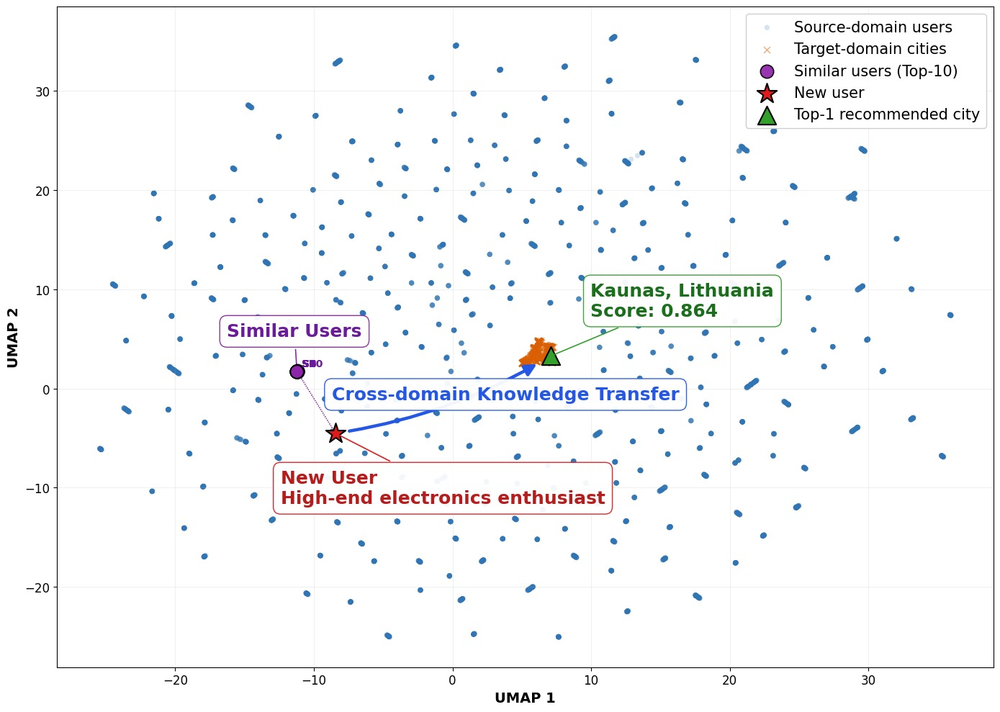 Source-domain users
Target-domain cities
Similar users (Top-10)
New user
Top-1 recommended city
Kaunas, Lithuania
Score: 0.864
Similar Users
Cross-domain Knowledge Transfer
New User
High-end electronics enthusiast
30
20
10
0
−10
−20
−20
−10
0
10
20
30
UMAP 1
UMAP 2